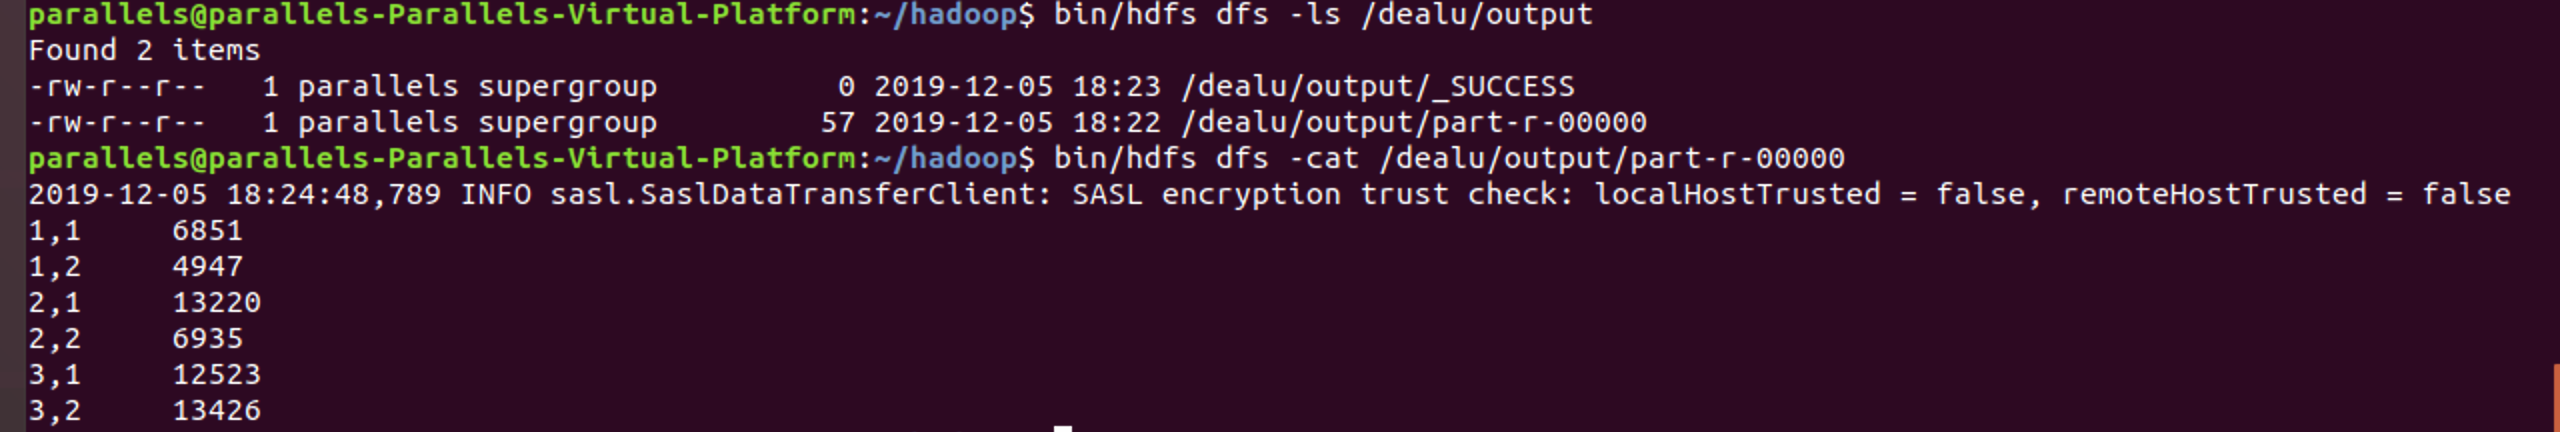 parallels@parallels-Parallels-Virtual-Platform:~/hadoop$ bin/hdfs dfs -ls /dealu/output
Found 2 items
-rw-r--r--   1 parallels supergroup          0 2019-12-05 18:23 /dealu/output/_SUCCESS
-rw-r--r--   1 parallels supergroup         57 2019-12-05 18:22 /dealu/output/part-r-00000
parallels@parallels-Parallels-Virtual-Platform:~/hadoop$ bin/hdfs dfs -cat /dealu/output/part-r-00000
2019-12-05 18:24:48,789 INFO sasl.SaslDataTransferClient: SASL encryption trust check: localHostTrusted = false, remoteHostTrusted = false
1,1     6851
1,2     4947
2,1     13220
2,2     6935
3,1     12523
3,2     13426